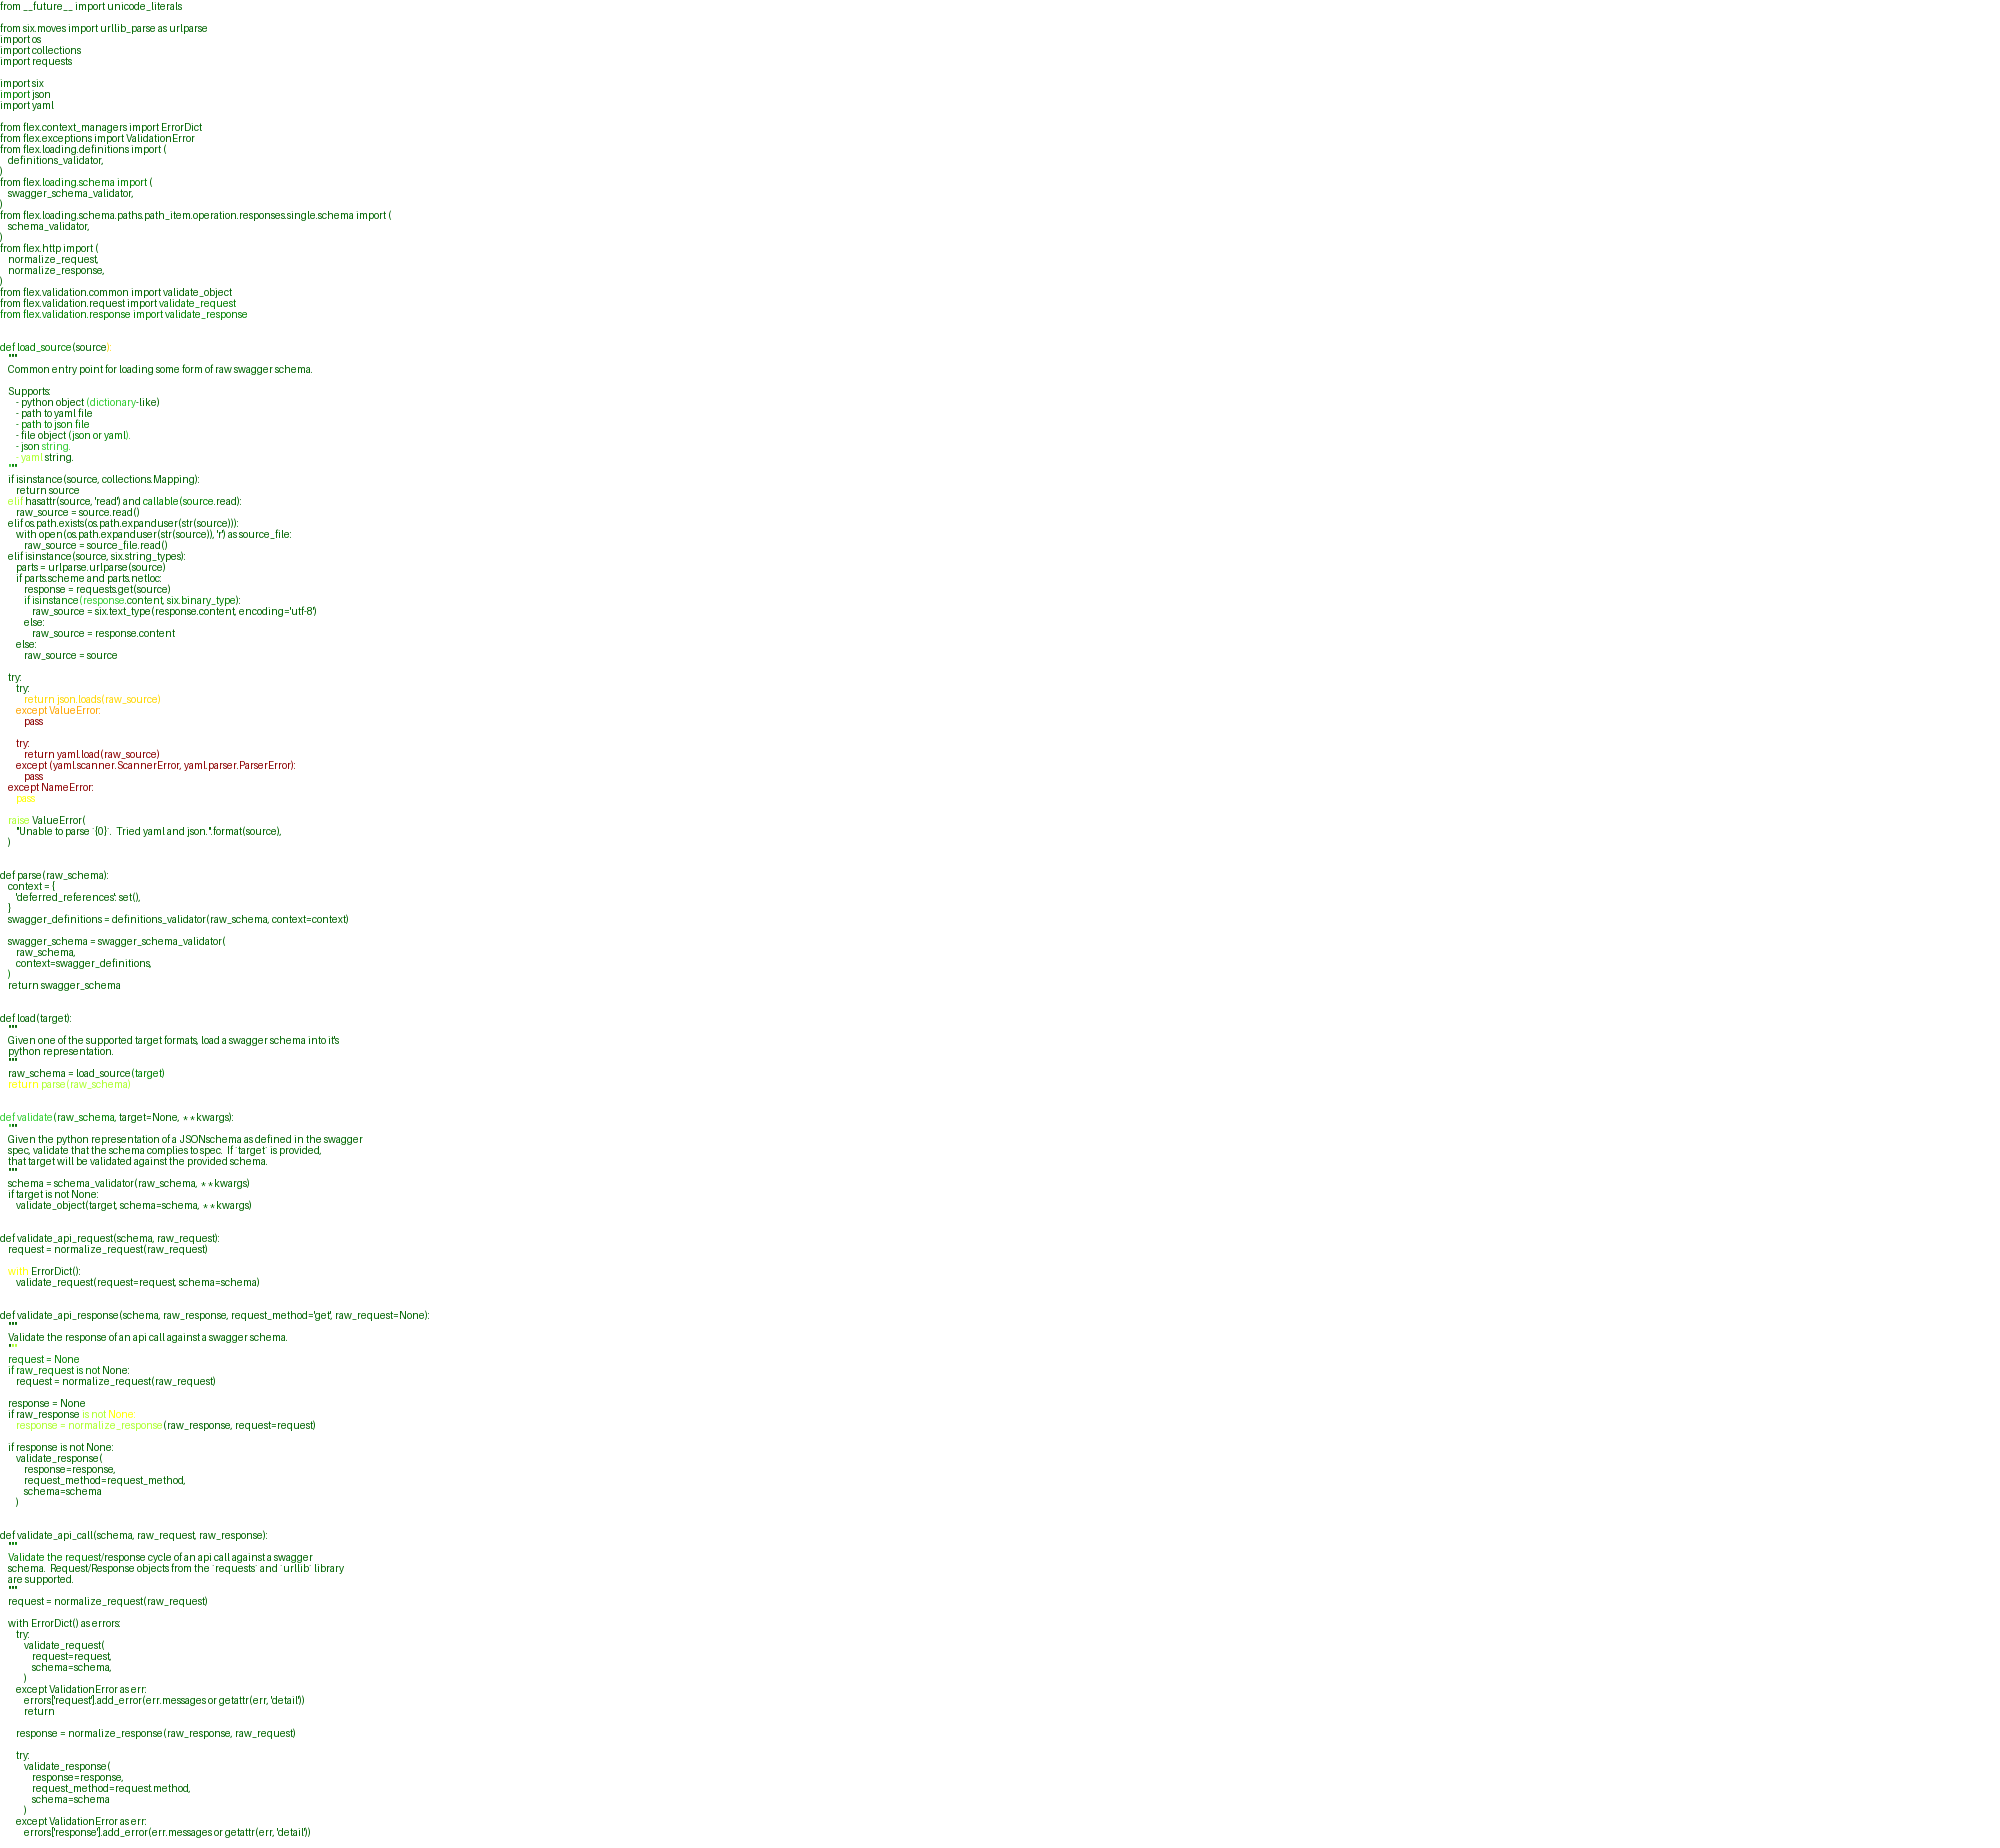 from __future__ import unicode_literals

from six.moves import urllib_parse as urlparse
import os
import collections
import requests

import six
import json
import yaml

from flex.context_managers import ErrorDict
from flex.exceptions import ValidationError
from flex.loading.definitions import (
    definitions_validator,
)
from flex.loading.schema import (
    swagger_schema_validator,
)
from flex.loading.schema.paths.path_item.operation.responses.single.schema import (
    schema_validator,
)
from flex.http import (
    normalize_request,
    normalize_response,
)
from flex.validation.common import validate_object
from flex.validation.request import validate_request
from flex.validation.response import validate_response


def load_source(source):
    """
    Common entry point for loading some form of raw swagger schema.

    Supports:
        - python object (dictionary-like)
        - path to yaml file
        - path to json file
        - file object (json or yaml).
        - json string.
        - yaml string.
    """
    if isinstance(source, collections.Mapping):
        return source
    elif hasattr(source, 'read') and callable(source.read):
        raw_source = source.read()
    elif os.path.exists(os.path.expanduser(str(source))):
        with open(os.path.expanduser(str(source)), 'r') as source_file:
            raw_source = source_file.read()
    elif isinstance(source, six.string_types):
        parts = urlparse.urlparse(source)
        if parts.scheme and parts.netloc:
            response = requests.get(source)
            if isinstance(response.content, six.binary_type):
                raw_source = six.text_type(response.content, encoding='utf-8')
            else:
                raw_source = response.content
        else:
            raw_source = source

    try:
        try:
            return json.loads(raw_source)
        except ValueError:
            pass

        try:
            return yaml.load(raw_source)
        except (yaml.scanner.ScannerError, yaml.parser.ParserError):
            pass
    except NameError:
        pass

    raise ValueError(
        "Unable to parse `{0}`.  Tried yaml and json.".format(source),
    )


def parse(raw_schema):
    context = {
        'deferred_references': set(),
    }
    swagger_definitions = definitions_validator(raw_schema, context=context)

    swagger_schema = swagger_schema_validator(
        raw_schema,
        context=swagger_definitions,
    )
    return swagger_schema


def load(target):
    """
    Given one of the supported target formats, load a swagger schema into it's
    python representation.
    """
    raw_schema = load_source(target)
    return parse(raw_schema)


def validate(raw_schema, target=None, **kwargs):
    """
    Given the python representation of a JSONschema as defined in the swagger
    spec, validate that the schema complies to spec.  If `target` is provided,
    that target will be validated against the provided schema.
    """
    schema = schema_validator(raw_schema, **kwargs)
    if target is not None:
        validate_object(target, schema=schema, **kwargs)


def validate_api_request(schema, raw_request):
    request = normalize_request(raw_request)

    with ErrorDict():
        validate_request(request=request, schema=schema)


def validate_api_response(schema, raw_response, request_method='get', raw_request=None):
    """
    Validate the response of an api call against a swagger schema.
    """
    request = None
    if raw_request is not None:
        request = normalize_request(raw_request)

    response = None
    if raw_response is not None:
        response = normalize_response(raw_response, request=request)

    if response is not None:
        validate_response(
            response=response,
            request_method=request_method,
            schema=schema
        )


def validate_api_call(schema, raw_request, raw_response):
    """
    Validate the request/response cycle of an api call against a swagger
    schema.  Request/Response objects from the `requests` and `urllib` library
    are supported.
    """
    request = normalize_request(raw_request)

    with ErrorDict() as errors:
        try:
            validate_request(
                request=request,
                schema=schema,
            )
        except ValidationError as err:
            errors['request'].add_error(err.messages or getattr(err, 'detail'))
            return

        response = normalize_response(raw_response, raw_request)

        try:
            validate_response(
                response=response,
                request_method=request.method,
                schema=schema
            )
        except ValidationError as err:
            errors['response'].add_error(err.messages or getattr(err, 'detail'))